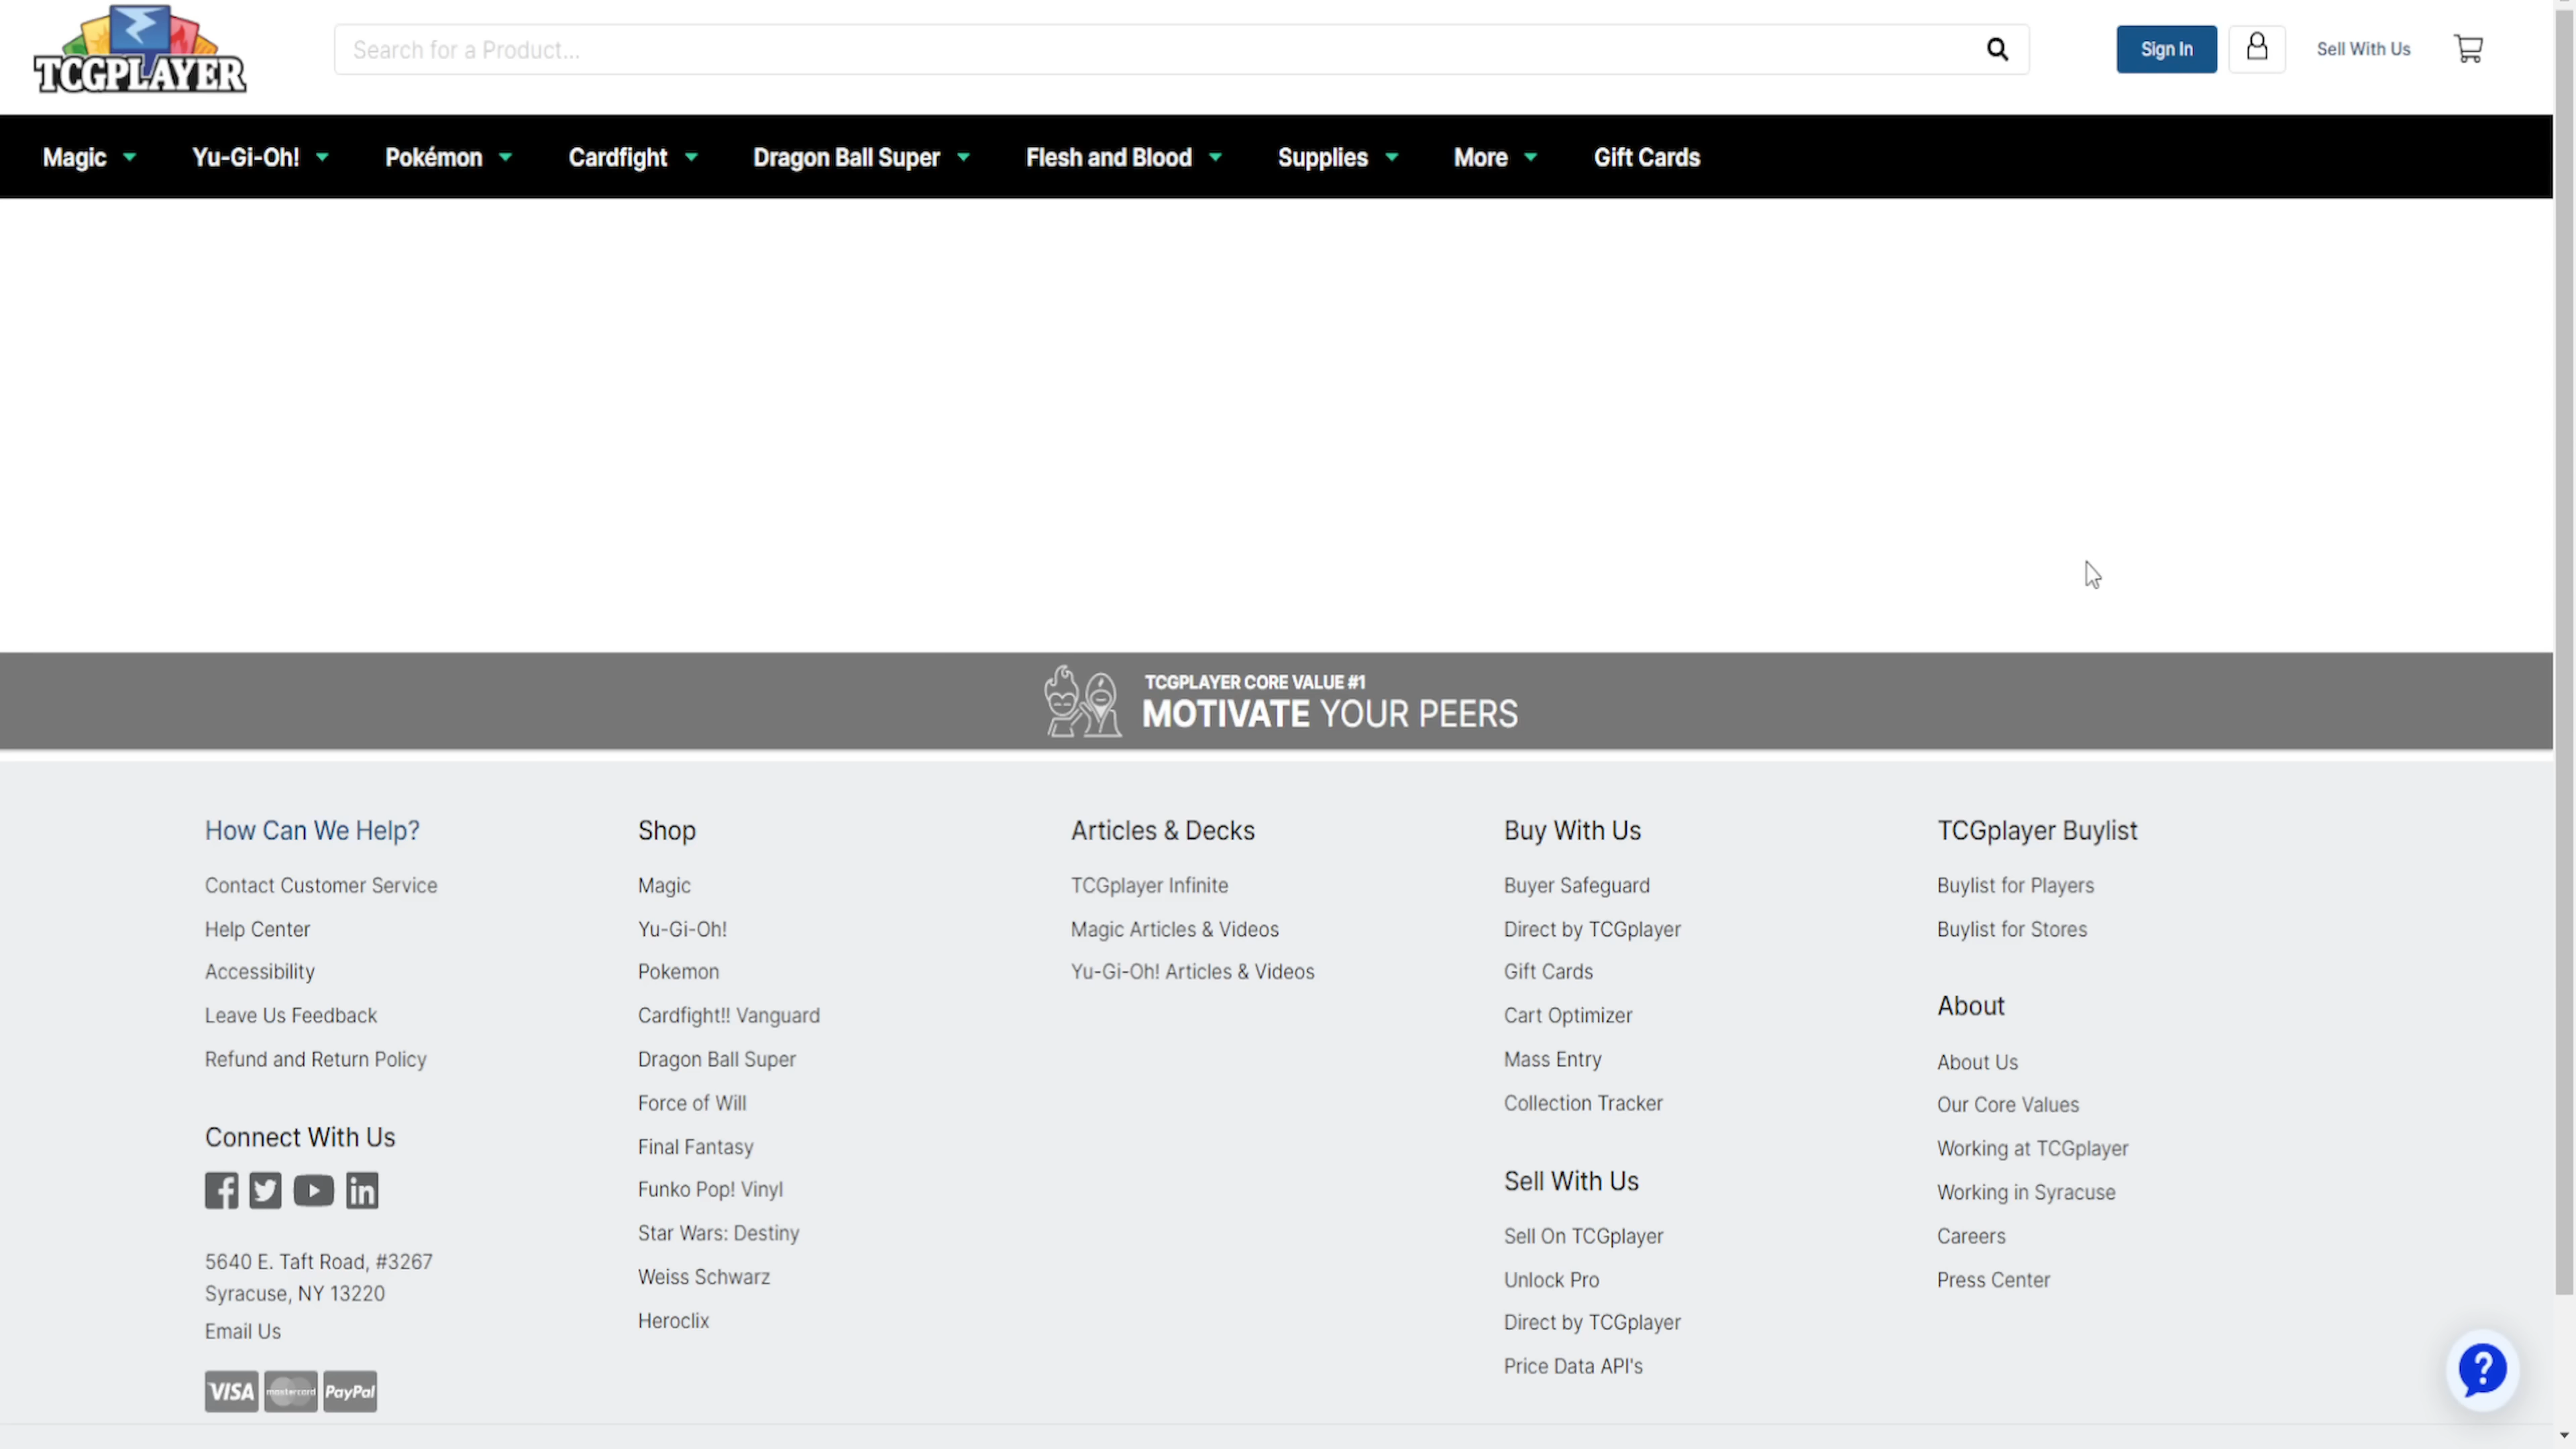 TCGPLAYER
Search for a Product...
Sign In
Sell With Us
Magic
Yu-Gi-Oh!
Pokémon
Cardfight
Dragon Ball Super
Flesh and Blood
Supplies
More
Gift Cards
TCGPLAYER CORE VALUE #1
MOTIVATE YOUR PEERS
How Can We Help?
Contact Customer Service
Help Center
Accessibility
Leave Us Feedback
Refund and Return Policy
Connect With Us
5640 E. Taft Road, #3267
Syracuse, NY 13220
Email Us
VISA
mastercard
PayPal
Shop
Magic
Yu-Gi-Oh!
Pokemon
Cardfight!! Vanguard
Dragon Ball Super
Force of Will
Final Fantasy
Funko Pop! Vinyl
Star Wars: Destiny
Weiss Schwarz
Heroclix
Articles & Decks
TCGplayer Infinite
Magic Articles & Videos
Yu-Gi-Oh! Articles & Videos
Buy With Us
Buyer Safeguard
Direct by TCGplayer
Gift Cards
Cart Optimizer
Mass Entry
Collection Tracker
Sell With Us
Sell On TCGplayer
Unlock Pro
Direct by TCGplayer
Price Data API's
TCGplayer Buylist
Buylist for Players
Buylist for Stores
About
About Us
Our Core Values
Working at TCGplayer
Working in Syracuse
Careers
Press Center